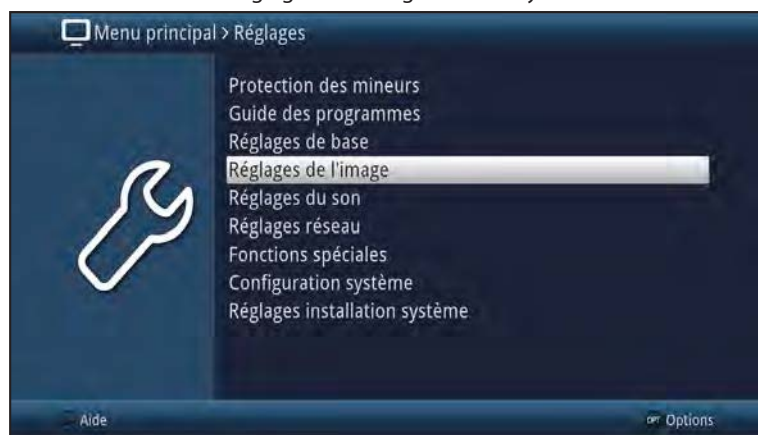 Menu principal > Réglages
Protection des mineurs
Guide des programmes
Réglages de base
Réglages de l'image
Réglages du son
Réglages réseau
Fonctions spéciales
Configuration système
Réglages installation système
Aide
OPT Options